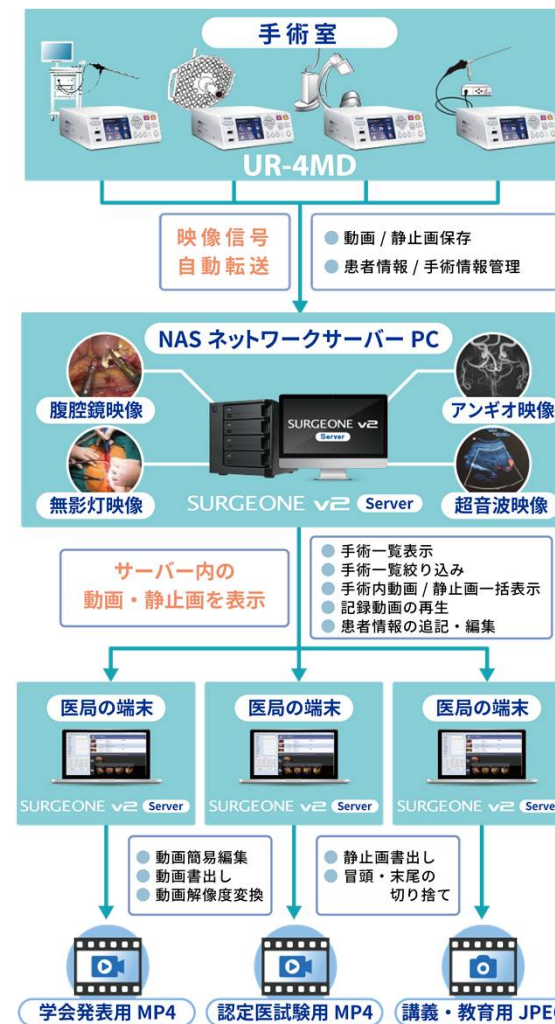 手術室
UR-4MD
映像信号
自動転送
動画 / 静止画保存
患者情報 / 手術情報管理
NAS ネットワークサーバー PC
腹腔鏡映像
アンギオ映像
SURGEONE v2
Server
無影灯映像
超音波映像
SURGEONE v2 Server
サーバー内の
動画・静止画を表示
手術一覧表示
手術一覧絞り込み
手術内動画 / 静止画一括表示
記録動画の再生
患者情報の追記・編集
医局の端末
医局の端末
医局の端末
SURGEONE v2 Server
SURGEONE v2 Server
SURGEONE v2 Serve
動画簡易編集
動画書出し
動画解像度変換
静止画書出し
冒頭・末尾の
切り捨て
学会発表用 MP4
認定医試験用 MP4
講義・教育用 JPE